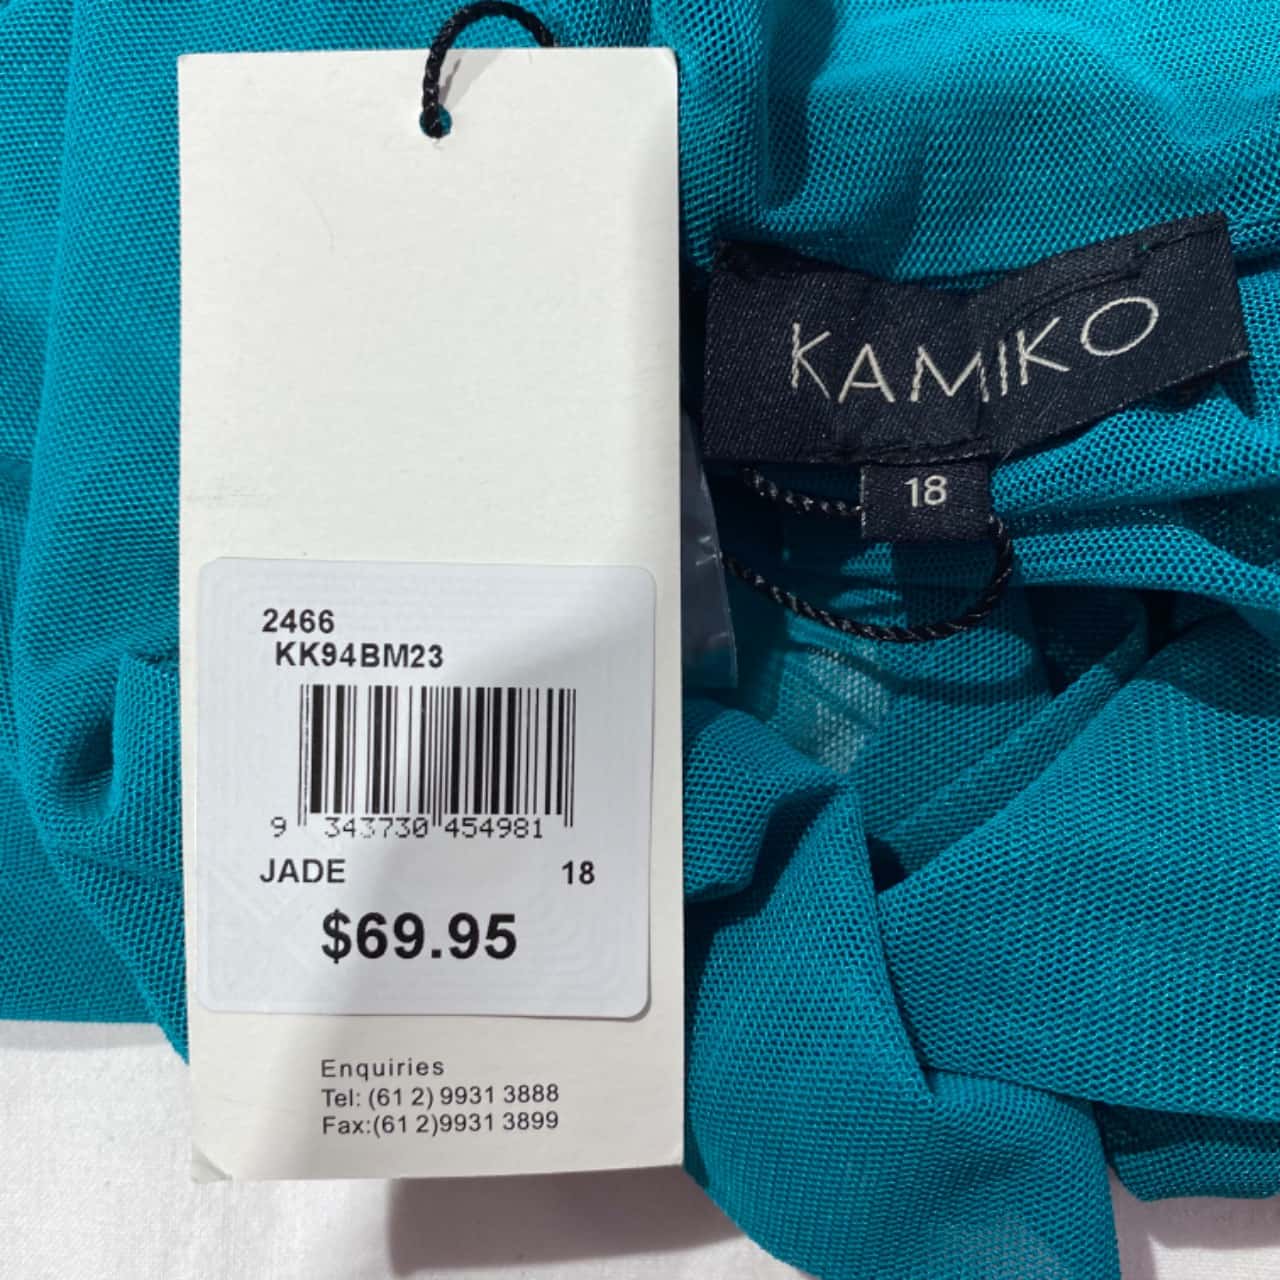 KAMIKO
18
2466
KK94BM23
9 343730 454981
JADE 18
$69.95
Enquiries
Tel: (61 2) 9931 3888
Fax:(61 2)9931 3899